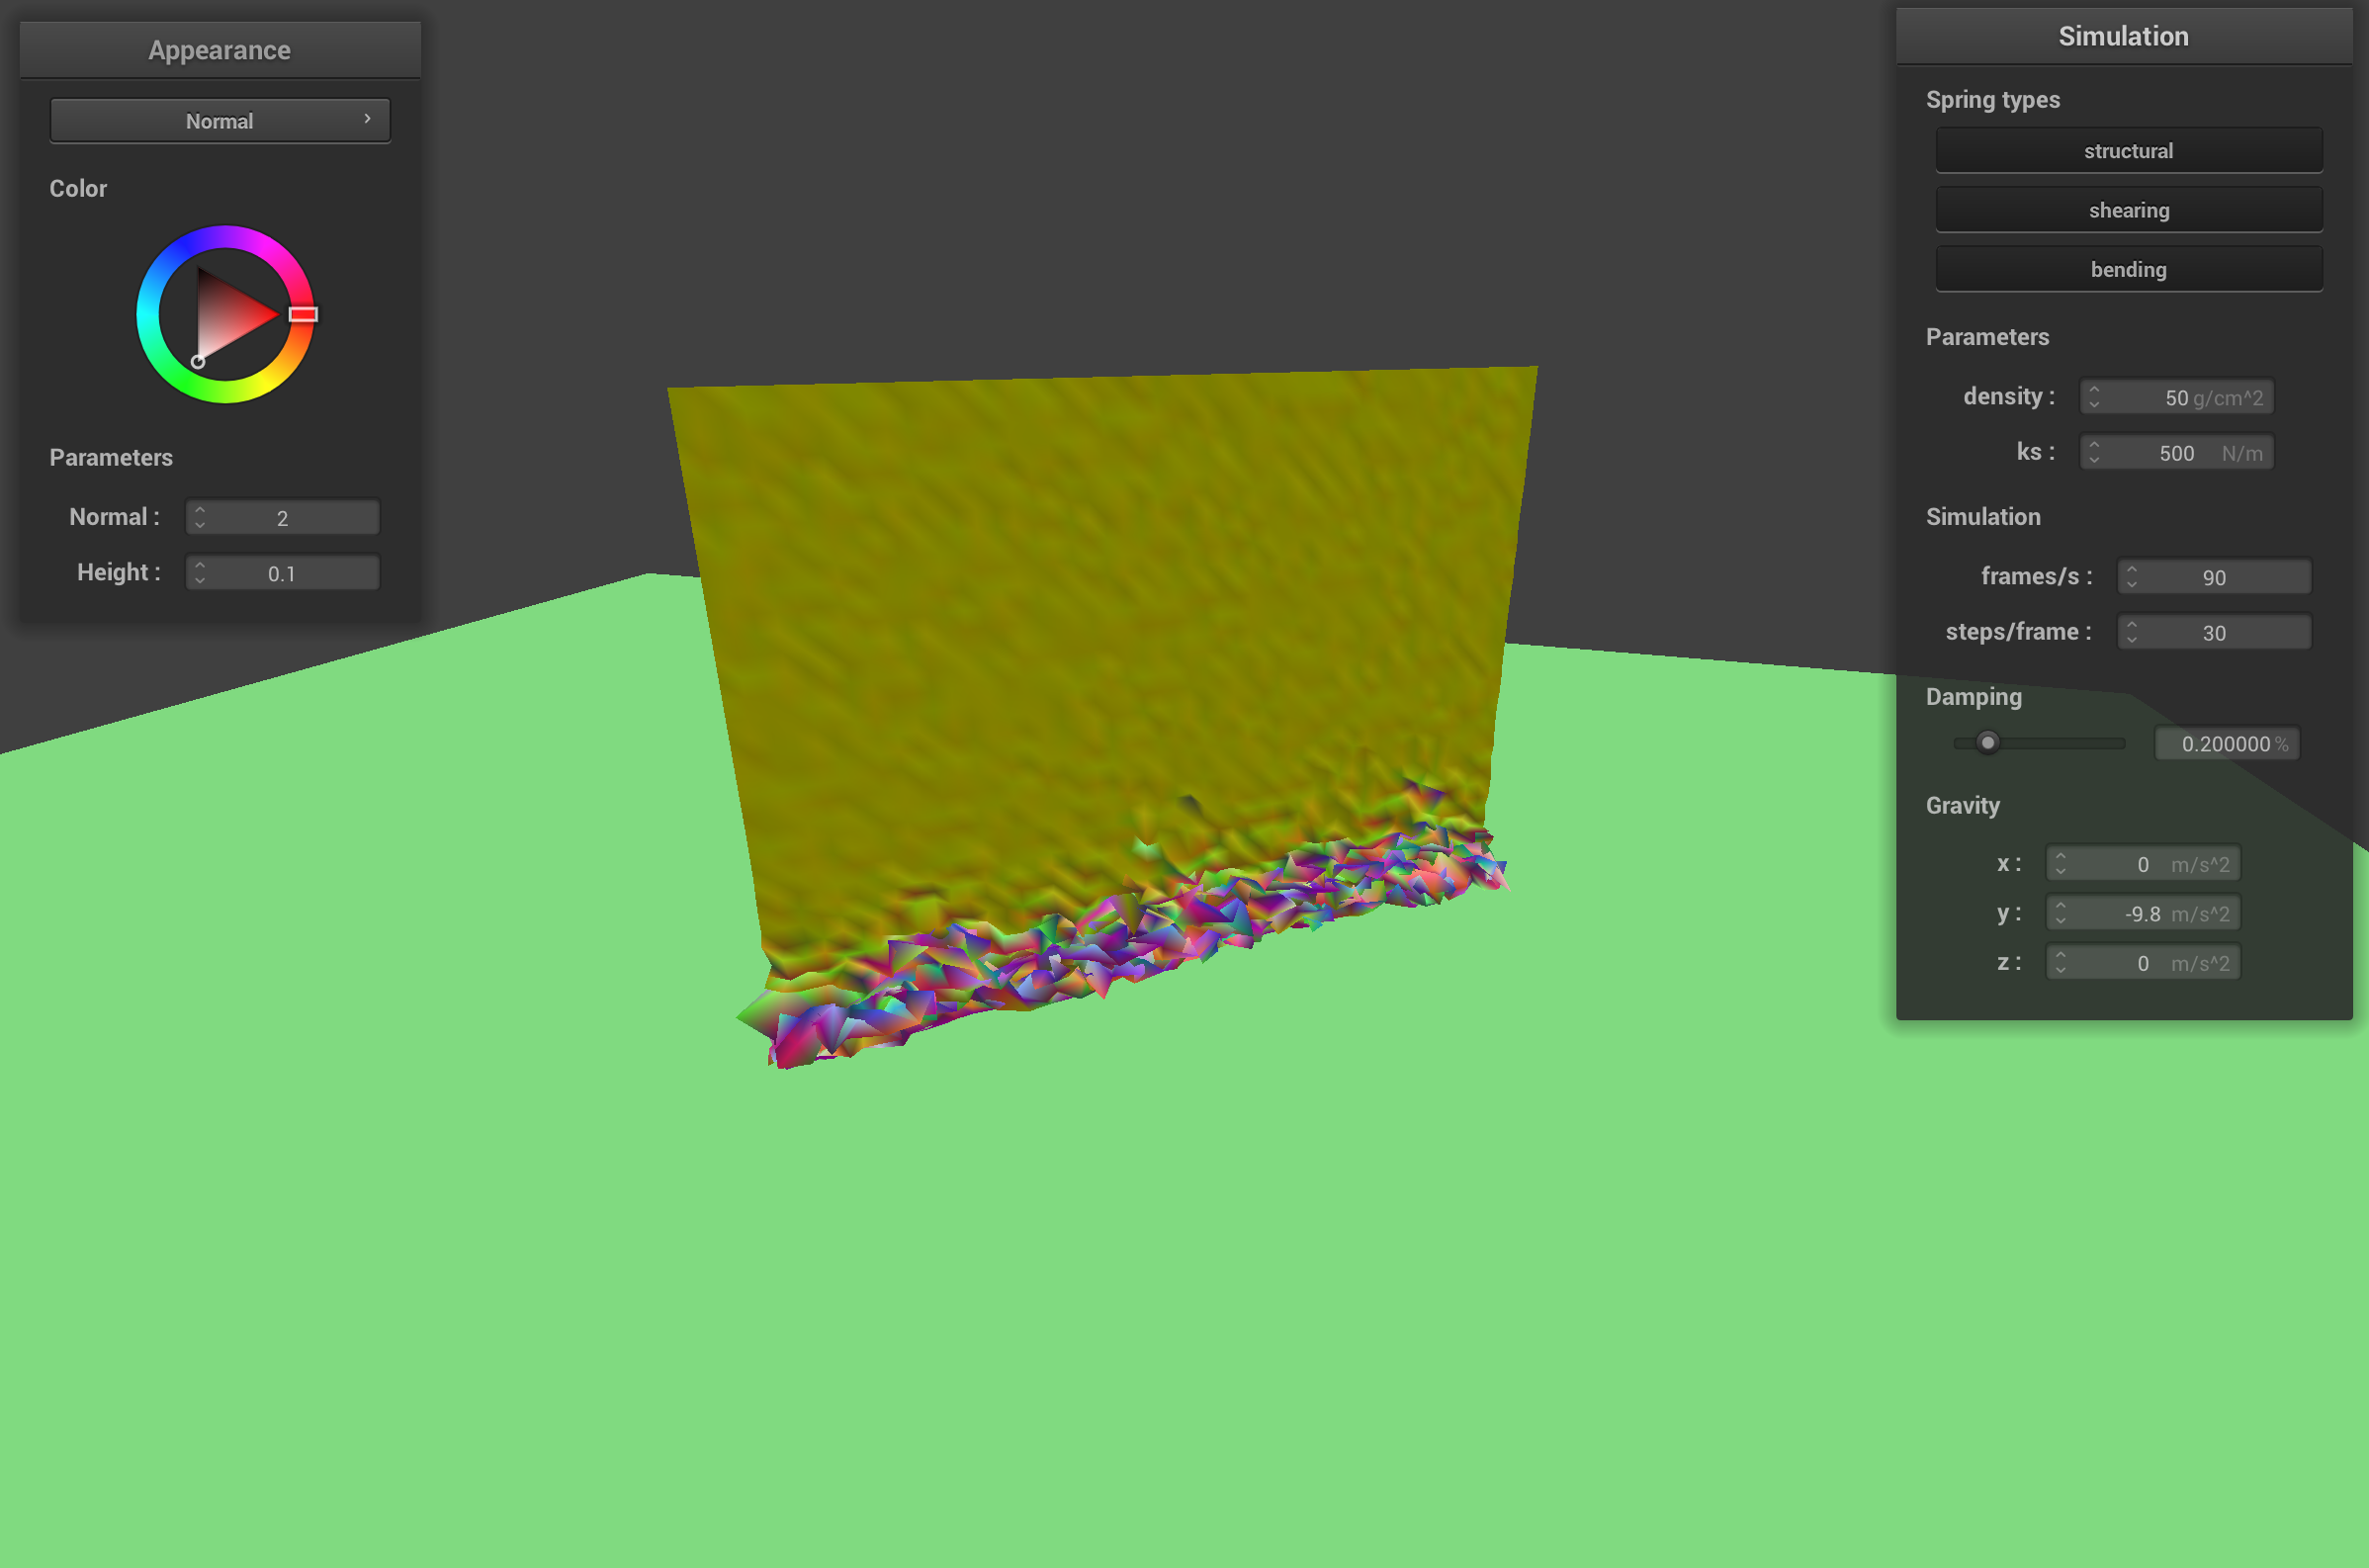 Appearance
Normal
Color
Parameters
Normal : 2
Height : 0.1
Simulation
Spring types
structural
shearing
bending
Parameters
density : 50 g/cm^2
ks : 500 N/m
Simulation
frames/s : 90
steps/frame : 30
Damping
0.200000 %
Gravity
x : 0 m/s^2
y : -9.8 m/s^2
z : 0 m/s^2